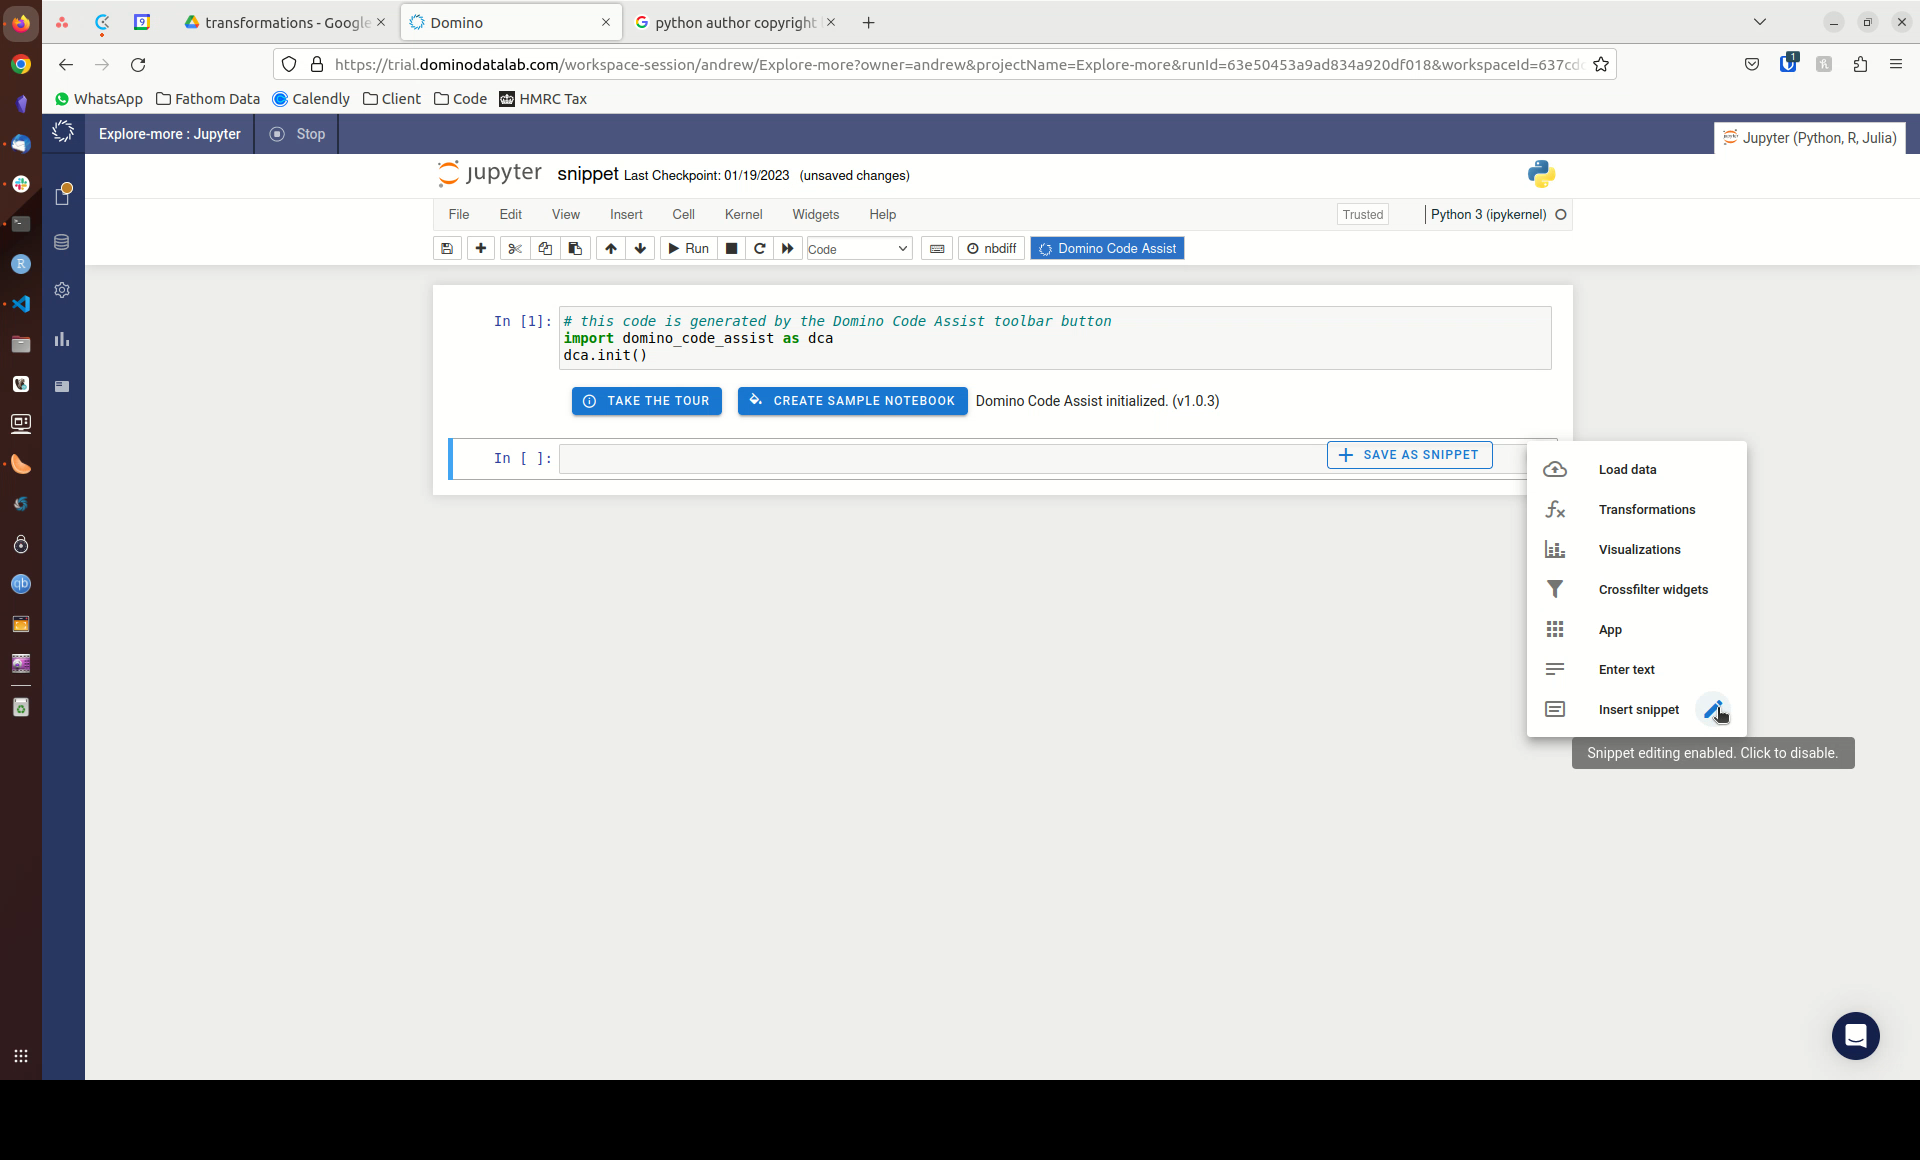 transformations - Google
Domino
python author copyright
https://trial.dominodatalab.com/workspace-session/andrew/Explore-more?owner=andrew&projectName=Explore-more&runId=63e50453a9ad834a920df018&workspaceId=637cd
1
WhatsApp Fathom Data Calendly Client Code HMRC Tax
Explore-more : Jupyter Stop Jupyter (Python, R, Julia)
jupyter snippet Last Checkpoint: 01/19/2023 (unsaved changes)
File Edit View Insert Cell Kernel Widgets Help Trusted Python 3 (ipykernel)
Run Code nbdiff Domino Code Assist
In [1]: # this code is generated by the Domino Code Assist toolbar button
import domino_code_assist as dca
dca.init()
TAKE THE TOUR CREATE SAMPLE NOTEBOOK Domino Code Assist initialized. (v1.0.3)
In [ ]: SAVE AS SNIPPET
Load data
Transformations
Visualizations
Crossfilter widgets
App
Enter text
Insert snippet
Snippet editing enabled. Click to disable.